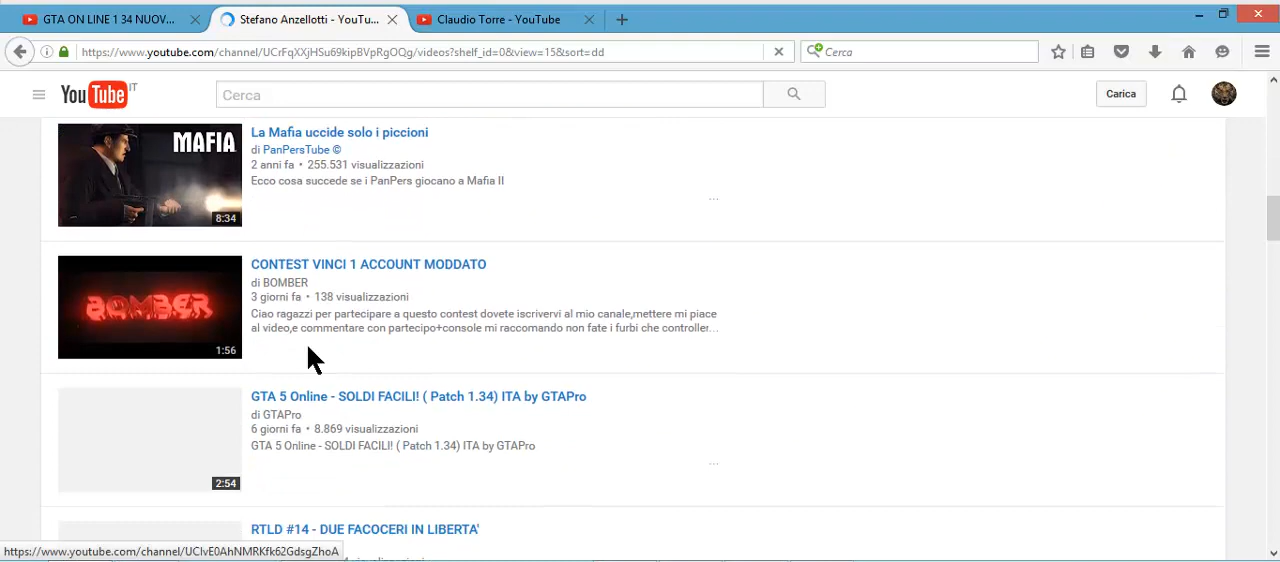 GTA ON LINE 1 34 NUOV...
Stefano Anzellotti - YouTu...
Claudio Torre - YouTube
https://www.youtube.com/channel/UCrFqXXjHSu69kipBVpRgOQg/videos?shelf_id=0&view=15&sort=dd
Cerca
YouTube IT
Cerca
Carica
MAFIA
8:34
La Mafia uccide solo i piccioni
di PanPersTube ©
2 anni fa • 255.531 visualizzazioni
Ecco cosa succede se i PanPers giocano a Mafia II
...
BOMBER
1:56
CONTEST VINCI 1 ACCOUNT MODDATO
di BOMBER
3 giorni fa • 138 visualizzazioni
Ciao ragazzi per partecipare a questo contest dovete iscrivervi al mio canale,mettere mi piace
al video,e commentare con partecipo+console mi raccomando non fate i furbi che controller...
2:54
GTA 5 Online - SOLDI FACILI! ( Patch 1.34) ITA by GTAPro
di GTAPro
6 giorni fa • 8.869 visualizzazioni
GTA 5 Online - SOLDI FACILI! ( Patch 1.34) ITA by GTAPro
...
RTLD #14 - DUE FACOCERI IN LIBERTA'
https://www.youtube.com/channel/UClvE0AhNMRKfk62GdsgZhoA